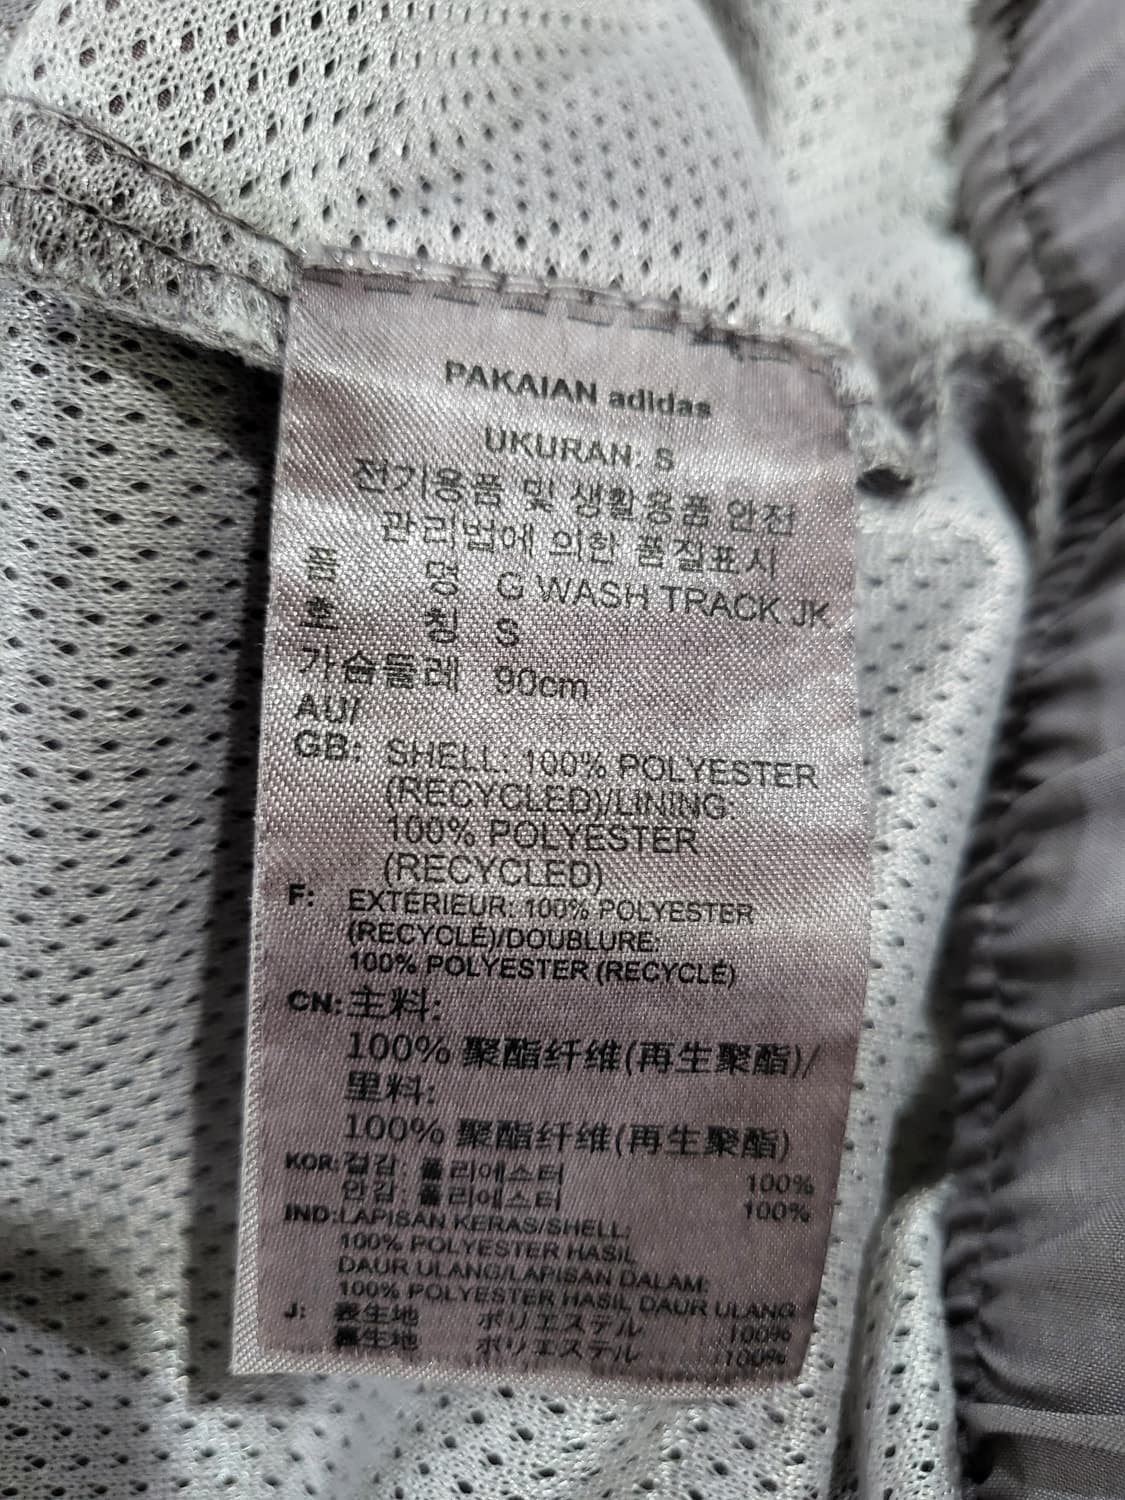 PAKAIAN adidas
UKURAN: S
전기용품 및 생활용품 안전
관리법에 의한 품질표시
품 명 G WASH TRACK JK
호 칭 S
가슴둘레 90cm
AU/
GB: SHELL: 100% POLYESTER
(RECYCLED)/LINING:
100% POLYESTER
(RECYCLED)
F: EXTERIEUR: 100% POLYESTER
(RECYCLÉ)/DOUBLURE:
100% POLYESTER (RECYCLÉ)
CN: 主料:
100% 聚酯纤维(再生聚酯)/
里料:
100% 聚酯纤维(再生聚酯)
KOR: 겉감: 폴리에스터 100%
안감: 폴리에스터 100%
IND: LAPISAN KERAS/SHELL:
100% POLYESTER HASIL
DAUR ULANG/LAPISAN DALAM:
100% POLYESTER HASIL DAUR ULANG
J: 表生地 ポリエステル 100%
裏生地 ポリエステル 100%